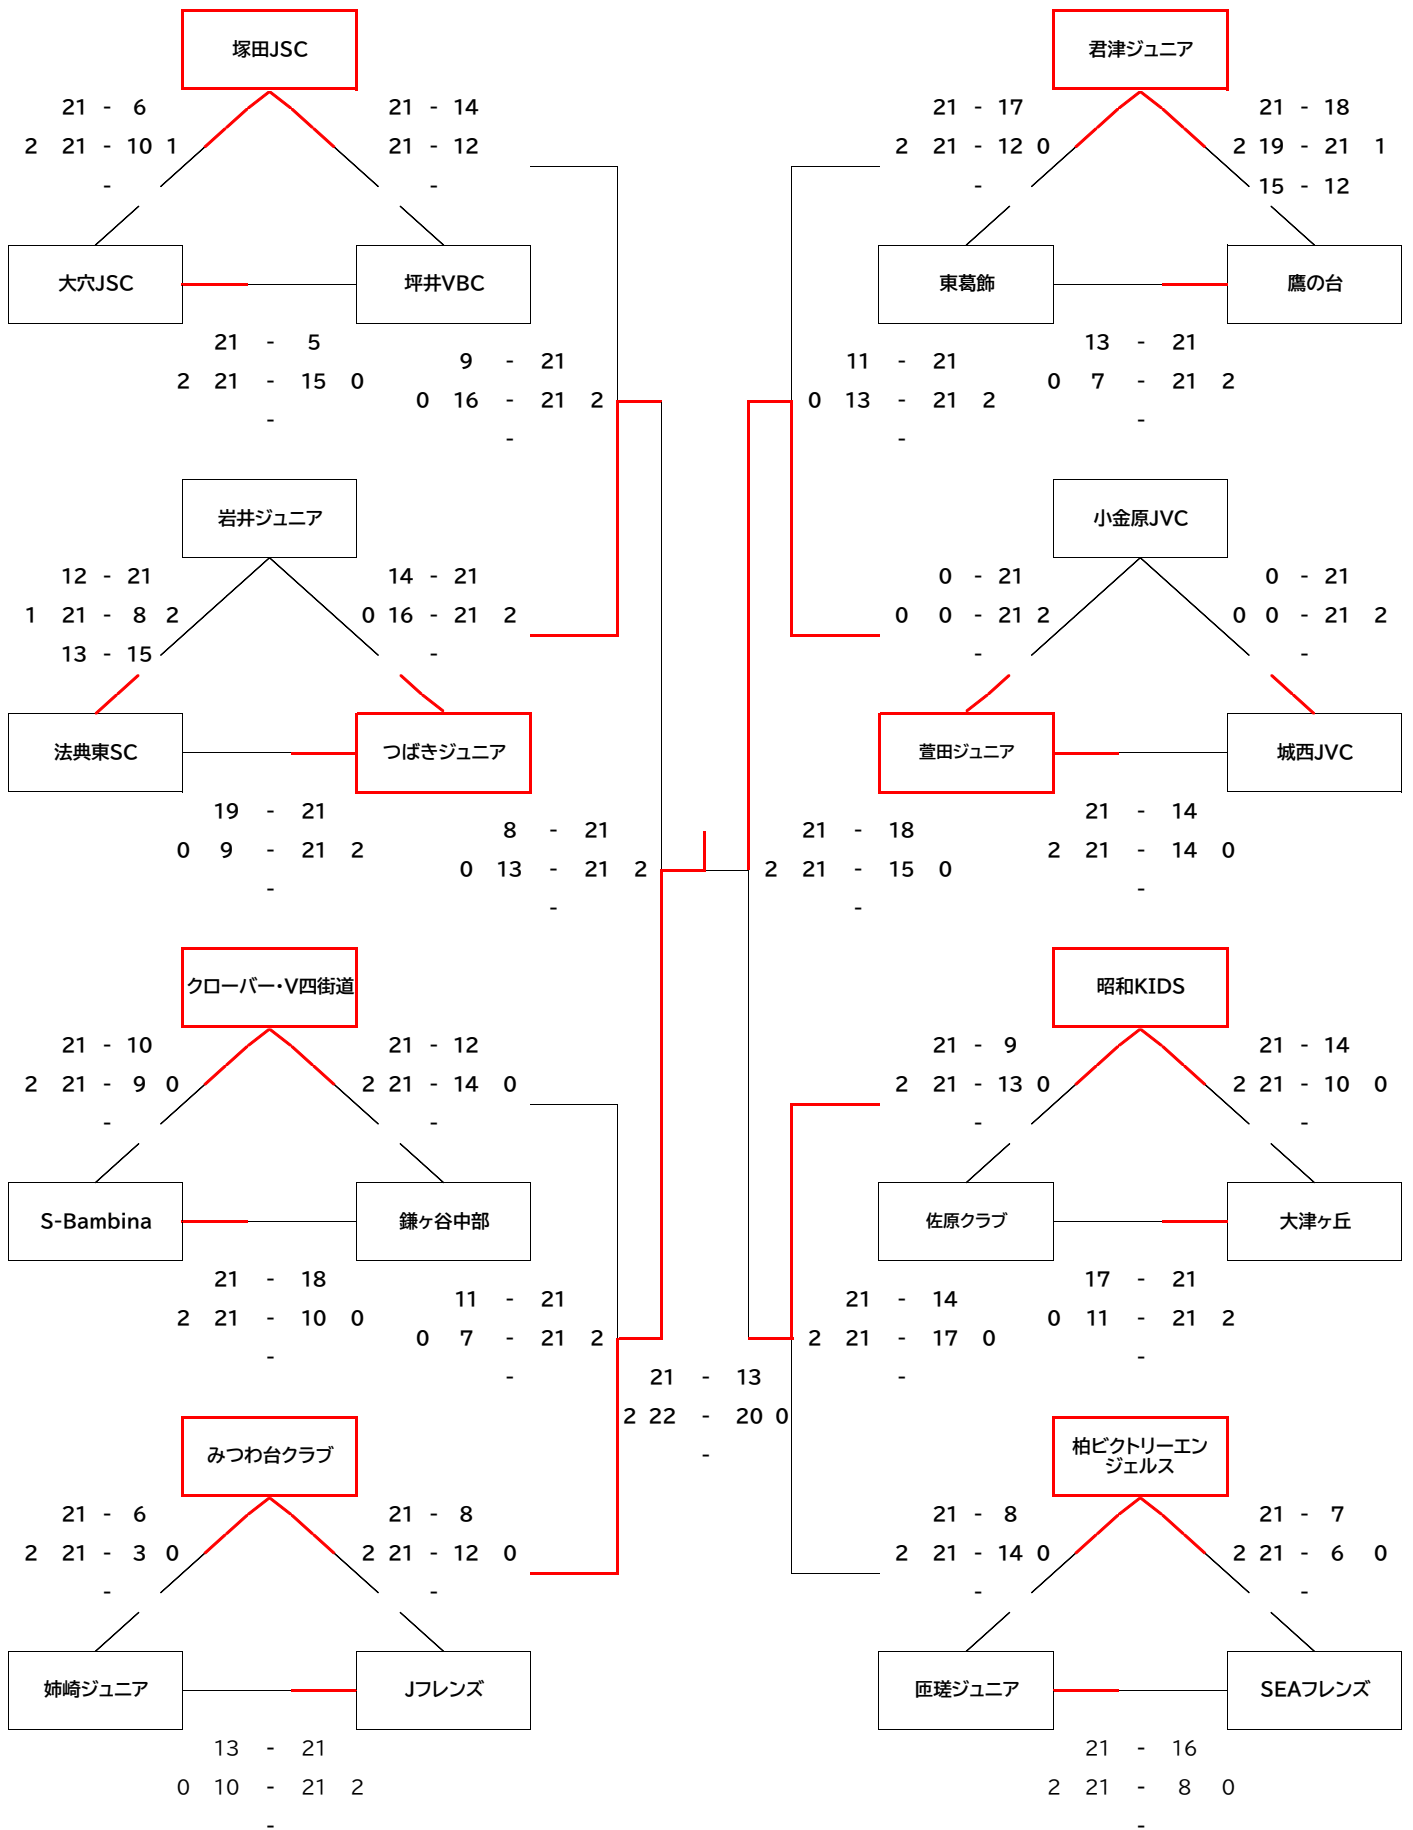 塚田JSC
君津ジュニア
21 - 6
21 - 14
21 - 17
21 - 18
2 21 - 10 1
21 - 12
2 21 - 12 0
2 19 - 21 1
-
-
-
15 - 12
大穴JSC
坪井VBC
東葛飾
鷹の台
21 - 5
13 - 21
9 - 21
11 - 21
2 21 - 15 0
0 7 - 21 2
0 16 - 21 2
0 13 - 21 2
-
-
-
-
岩井ジュニア
小金原JVC
12 - 21
14 - 21
0 - 21
0 - 21
1 21 - 8 2
0 16 - 21 2
0 0 - 21 2
0 0 - 21 2
13 - 15
-
-
-
法典東SC
つばきジュニア
萱田ジュニア
城西JVC
19 - 21
21 - 14
8 - 21
21 - 18
0 9 - 21 2
2 21 - 14 0
0 13 - 21 2
2 21 - 15 0
-
-
-
-
クローバー・V四街道
昭和KIDS
21 - 10
21 - 12
21 - 9
21 - 14
2 21 - 9 0
2 21 - 14 0
2 21 - 13 0
2 21 - 10 0
-
-
-
-
S-Bambina
鎌ヶ谷中部
佐原クラブ
大津ヶ丘
21 - 18
17 - 21
11 - 21
21 - 14
2 21 - 10 0
0 11 - 21 2
0 7 - 21 2
2 21 - 17 0
-
-
-
-
21 - 13
2 22 - 20 0
-
みつわ台クラブ
柏ビクトリーエン
ジェルス
21 - 6
21 - 8
21 - 8
21 - 7
2 21 - 3 0
2 21 - 12 0
2 21 - 14 0
2 21 - 6 0
-
-
-
-
姉崎ジュニア
Jフレンズ
匝瑳ジュニア
SEAフレンズ
13 - 21
21 - 16
0 10 - 21 2
2 21 - 8 0
-
-